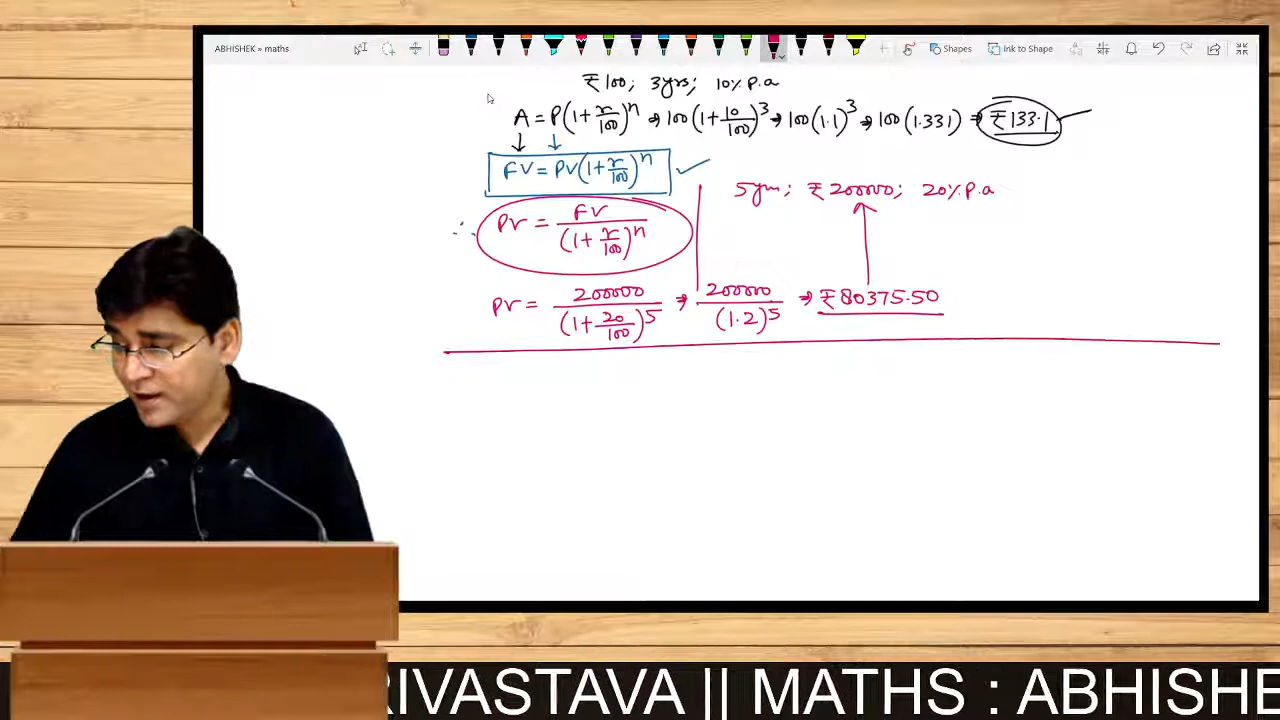 ABHISHEK » maths
Shapes
Ink to Shape
₹100; 3yrs; 10% P.a
A = P(1+r/100)^n → 100(1+10/100)^3 → 100(1.1)^3 → 100(1.331) → ₹133.1
↓ ↓
FV = PV(1+r/100)^n ✓
5yrs; ₹200000; 20% P.a
∴ PV = FV/(1+r/100)^n
PV = 200000/(1+20/100)^5 → 200000/(1.2)^5 → ₹80375.50
RIVASTAVA || MATHS : ABHISHE